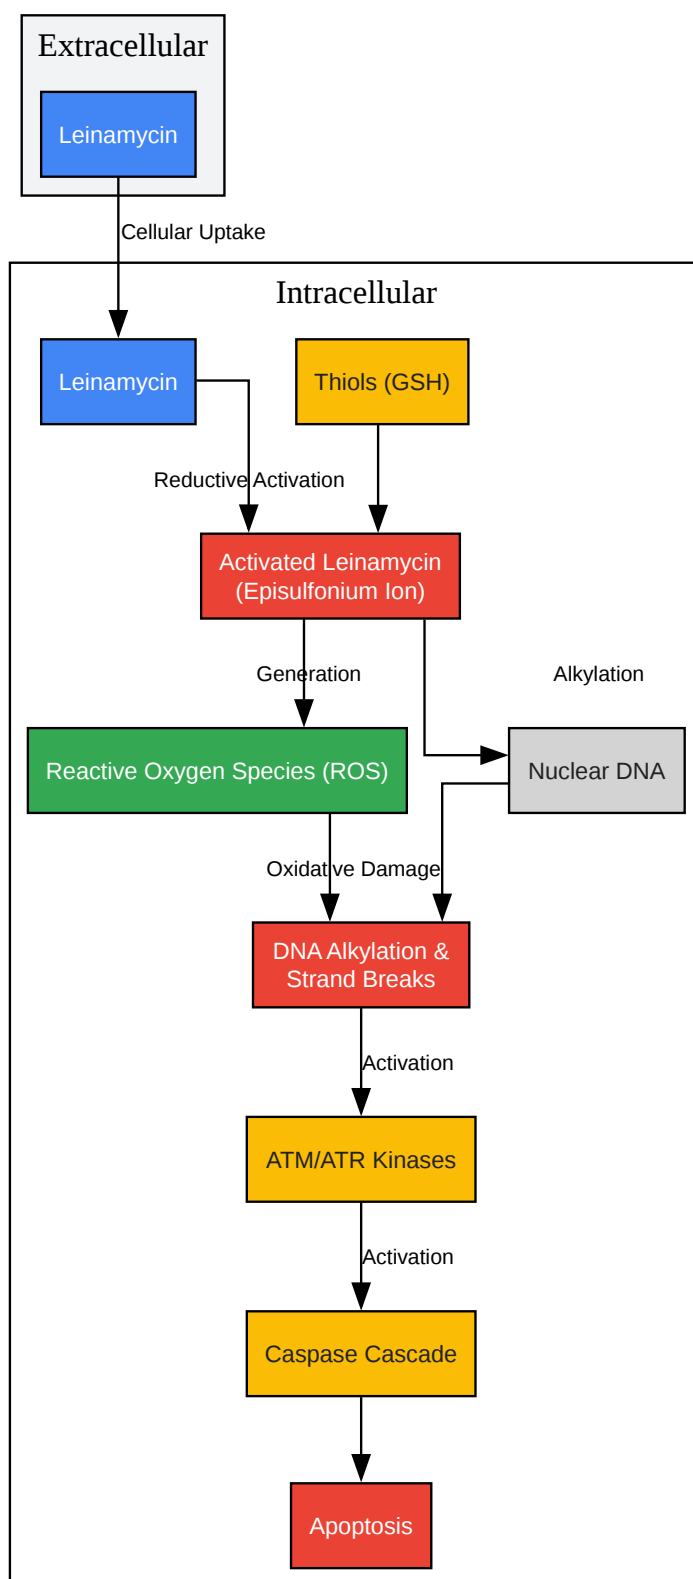 Extracellular
Leinamycin
Cellular Uptake
Intracellular
Leinamycin
Thiols (GSH)
Reductive Activation
Activated Leinamycin
(Episulfonium Ion)
Generation
Alkylation
Reactive Oxygen Species (ROS)
Nuclear DNA
Oxidative Damage
DNA Alkylation &
Strand Breaks
Activation
ATM/ATR Kinases
Activation
Caspase Cascade
Apoptosis